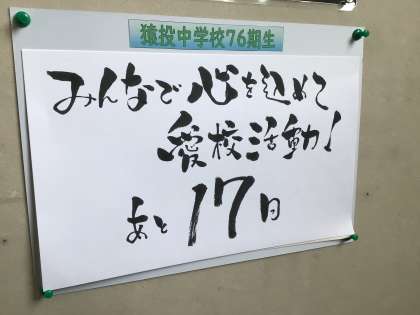 猿投中学校76期生
みんなで心を込めて
愛校活動!
あと17日